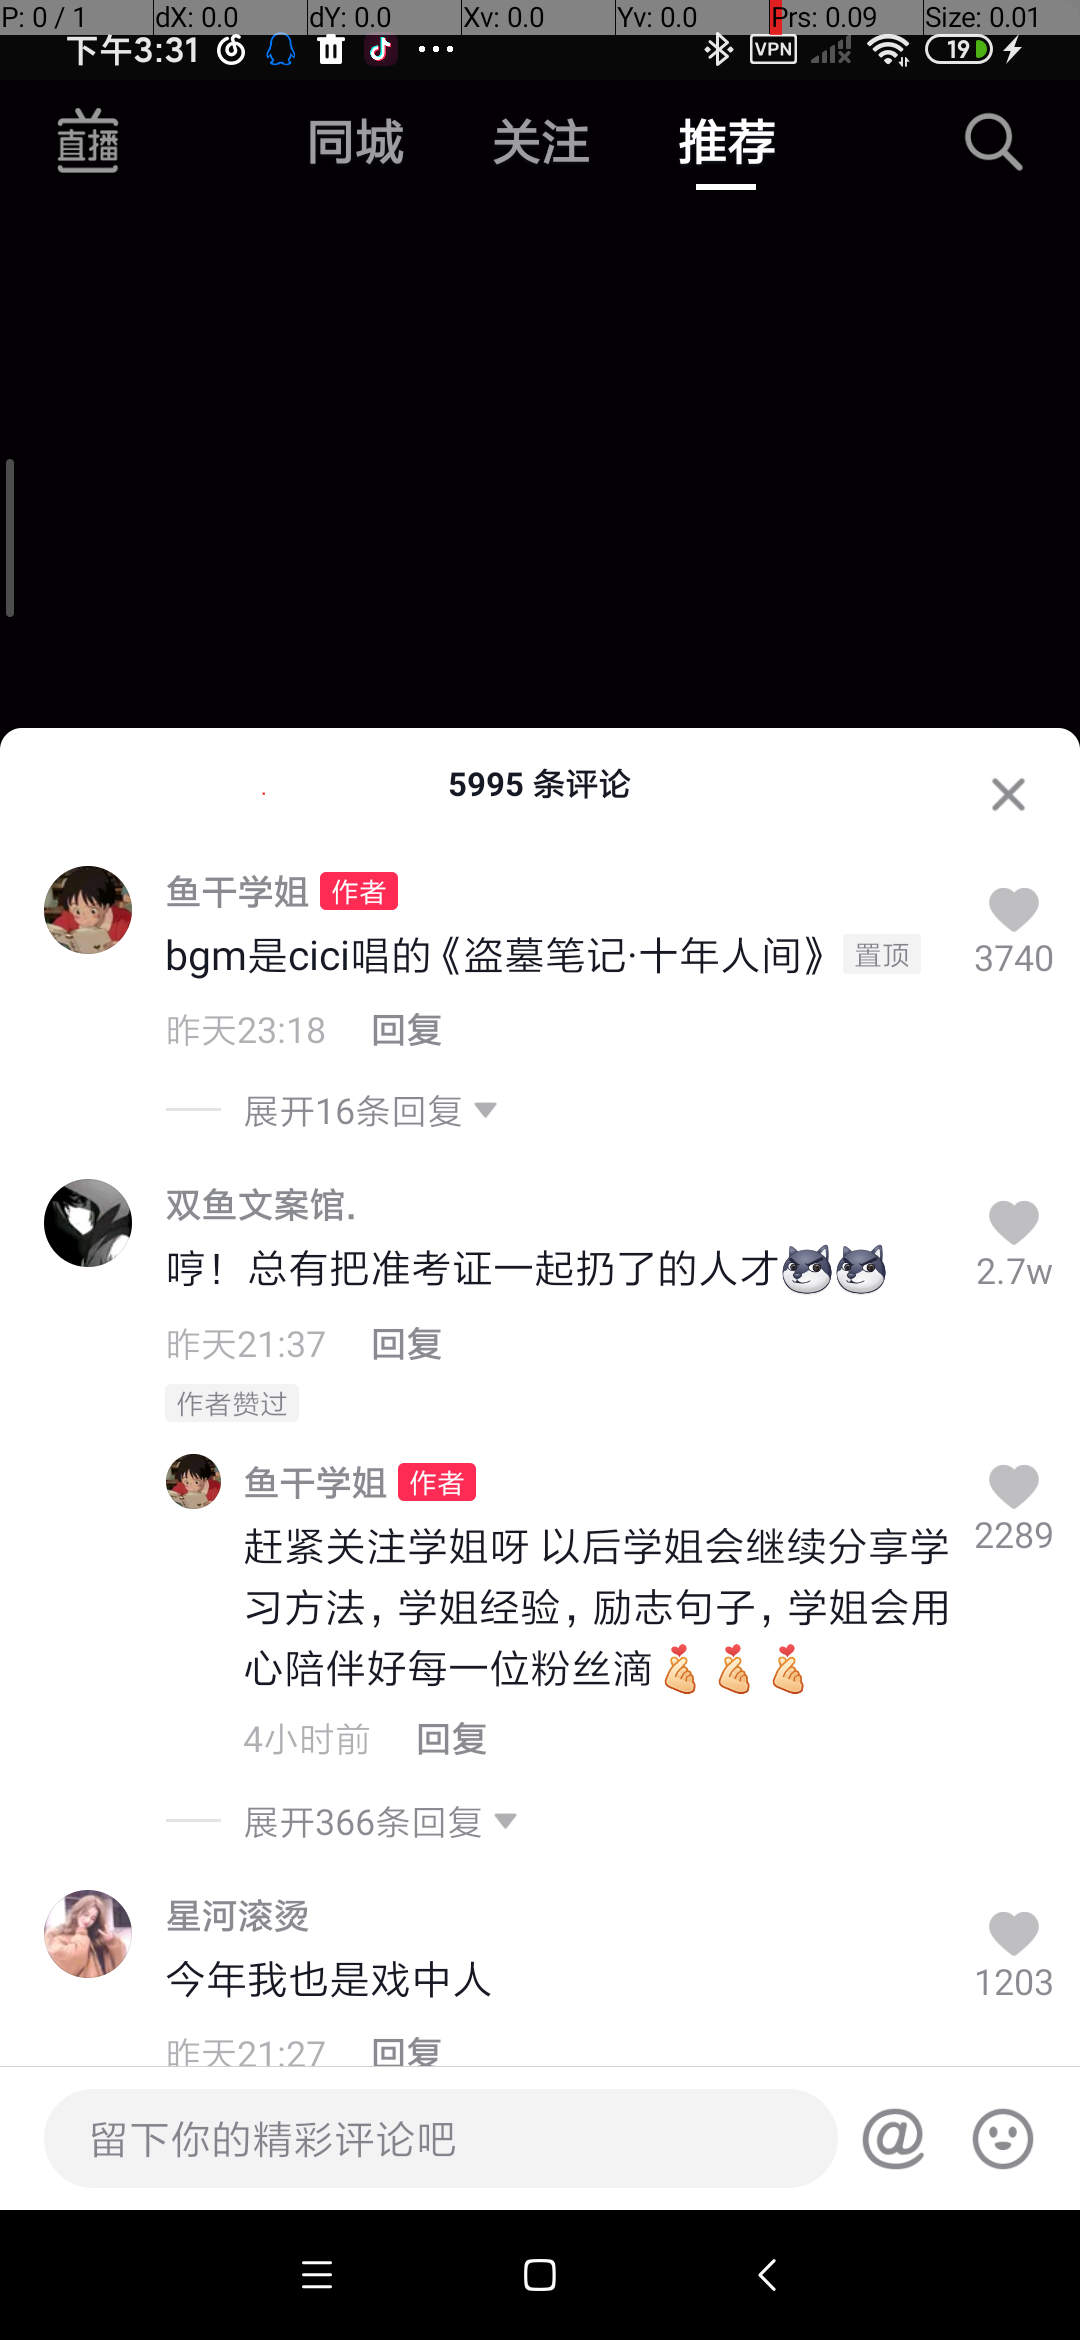 P: 0 / 1 dX: 0.0 dY: 0.0 Xv: 0.0 Yv: 0.0 Prs: 0.09 Size: 0.01
下午3:31 VPN 19
直播 同城 关注 推荐
5995 条评论
鱼干学姐 作者
bgm是cici唱的《盗墓笔记·十年人间》 置顶
3740
昨天23:18 回复
展开16条回复
双鱼文案馆.
哼！总有把准考证一起扔了的人才
2.7w
昨天21:37 回复
作者赞过
鱼干学姐 作者
赶紧关注学姐呀 以后学姐会继续分享学
2289
习方法，学姐经验，励志句子，学姐会用
心陪伴好每一位粉丝滴
4小时前 回复
展开366条回复
星河滚烫
今年我也是戏中人
1203
昨天21:27 回复
留下你的精彩评论吧 @